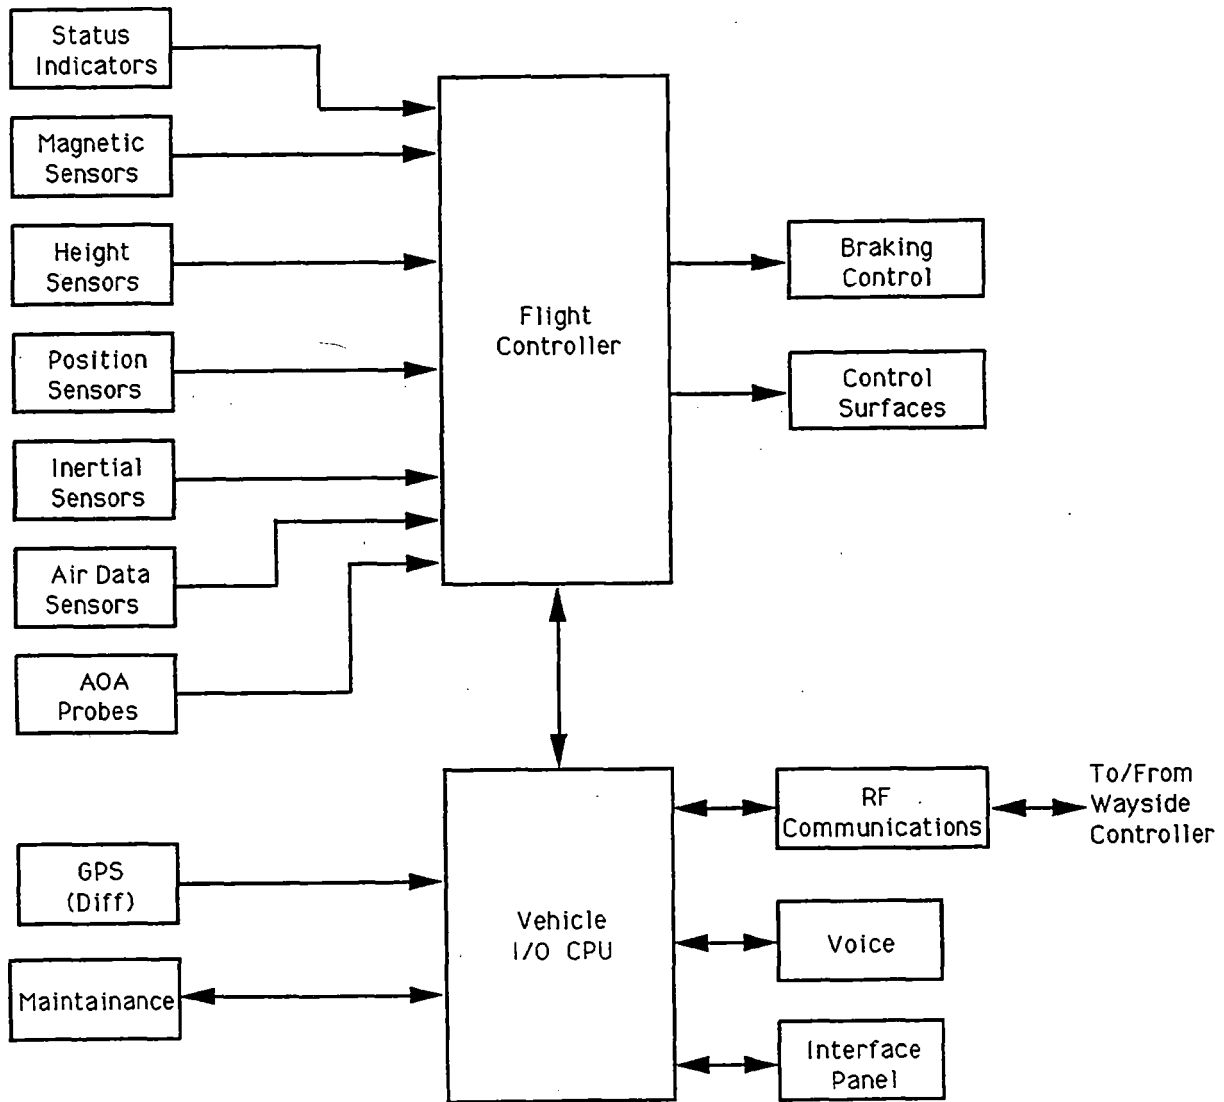 Status
Indicators
Magnetic
Sensors
Height
Sensors
Position
Sensors
Inertial
Sensors
Air Data
Sensors
AOA
Probes
Flight
Controller
Braking
Control
Control
Surfaces
GPS
(Diff)
Maintainance
Vehicle
I/O CPU
RF
Communications
To/From
Wayside
Controller
Voice
Interface
Panel